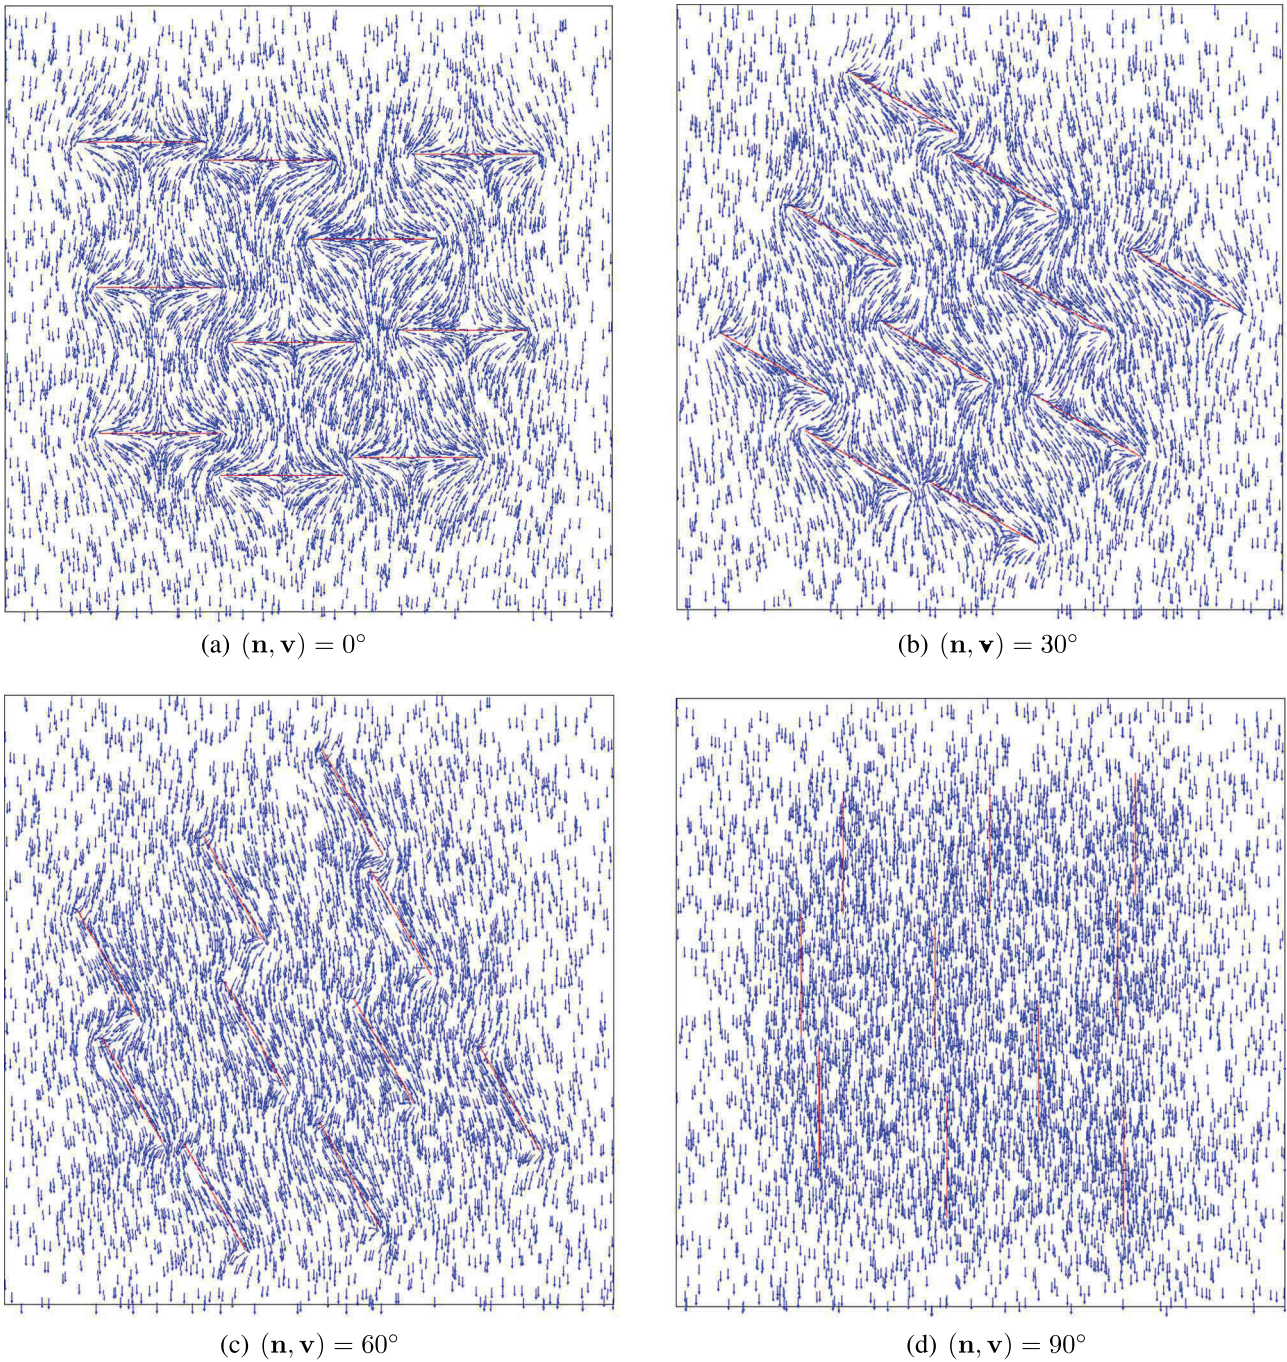 (a) (n, v) = 0°
(b) (n, v) = 30°
(c) (n, v) = 60°
(d) (n, v) = 90°